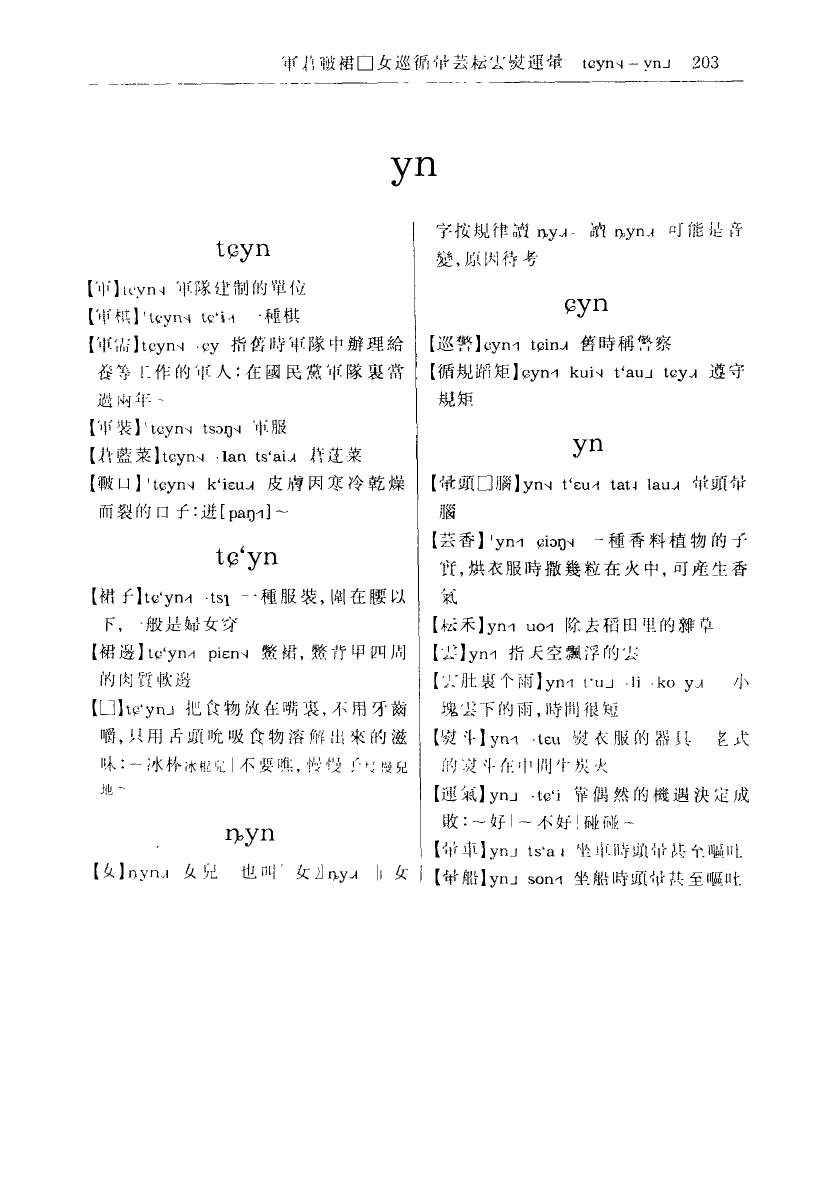 軍莙皸裙□女巡循暈芸耘雲熨運暈 tɕyn˧˩ – yn˩ 203
yn
tɕyn
【軍】tɕyn 軍隊建制的單位
【軍棋】ˈtɕyn tɕʻi 一種棋
【軍需】tɕyn ·ɕy 指舊時軍隊中辦理給
養等工作的軍人：在國民黨軍隊裏當
過兩年～
【軍裝】ˈtɕyn tsɔŋ 軍服
【莙藍菜】tɕyn ·lan tsʻai 莙薘菜
【皸口】ˈtɕyn kʻiɛu 皮膚因寒冷乾燥
而裂的口子：迸[paŋ]～
tɕʻyn
【裙子】tɕʻyn ·tsɿ 一種服裝，圍在腰以
下，一般是婦女穿
【裙邊】tɕʻyn piɛn 鱉裙，鱉背甲四周
的肉質軟邊
【□】tɕʻyn˩ 把食物放在嘴裏，不用牙齒
嚼，只用舌頭吮吸食物溶解出來的滋
味：～冰棒冰棍兒｜不要噍，慢慢子慢慢兒
地～
ȵyn
【女】ȵyn 女兒 也叫「女」ȵy ‖女
字按規律讀 ȵy 讀 ȵyn 可能是音
變，原因待考
ɕyn
【巡警】ɕyn tɕin 舊時稱警察
【循規蹈矩】ɕyn kui tʻau˩ tɕy 遵守
規矩
yn
【暈頭□腦】yn tʻɛu tat lau 暈頭暈
腦
【芸香】ˈyn ɕiɔŋ 一種香料植物的子
實，烘衣服時撒幾粒在火中，可產生香
氣
【耘禾】yn uo 除去稻田里的雜草
【雲】yn 指天空飄浮的雲
【雲肚裏个雨】yn tʻu˩ ·li ·ko y 小
塊雲下的雨，時間很短
【熨斗】yn ·tɛu 熨衣服的器具 老式
的熨斗在中間生炭火
【運氣】yn˩ ·tɕʻi 靠偶然的機遇決定成
敗：～好｜～不好｜碰碰～
【暈車】yn˩ tsʻa 坐車時頭暈甚至嘔吐
【暈船】yn˩ son 坐船時頭暈甚至嘔吐